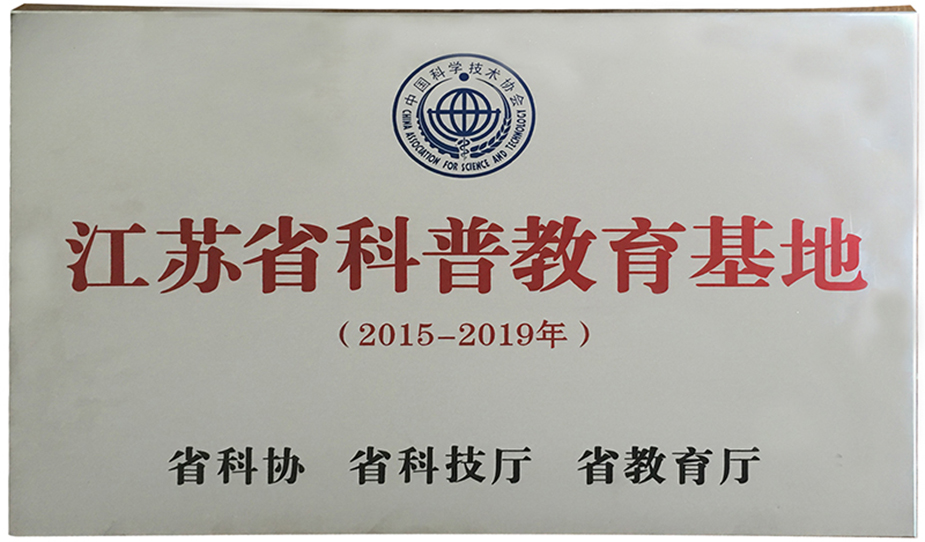 中国科学技术协会
CHINA ASSOCIATION FOR SCIENCE AND TECHNOLOGY
江苏省科普教育基地
（2015-2019年）
省科协 省科技厅 省教育厅